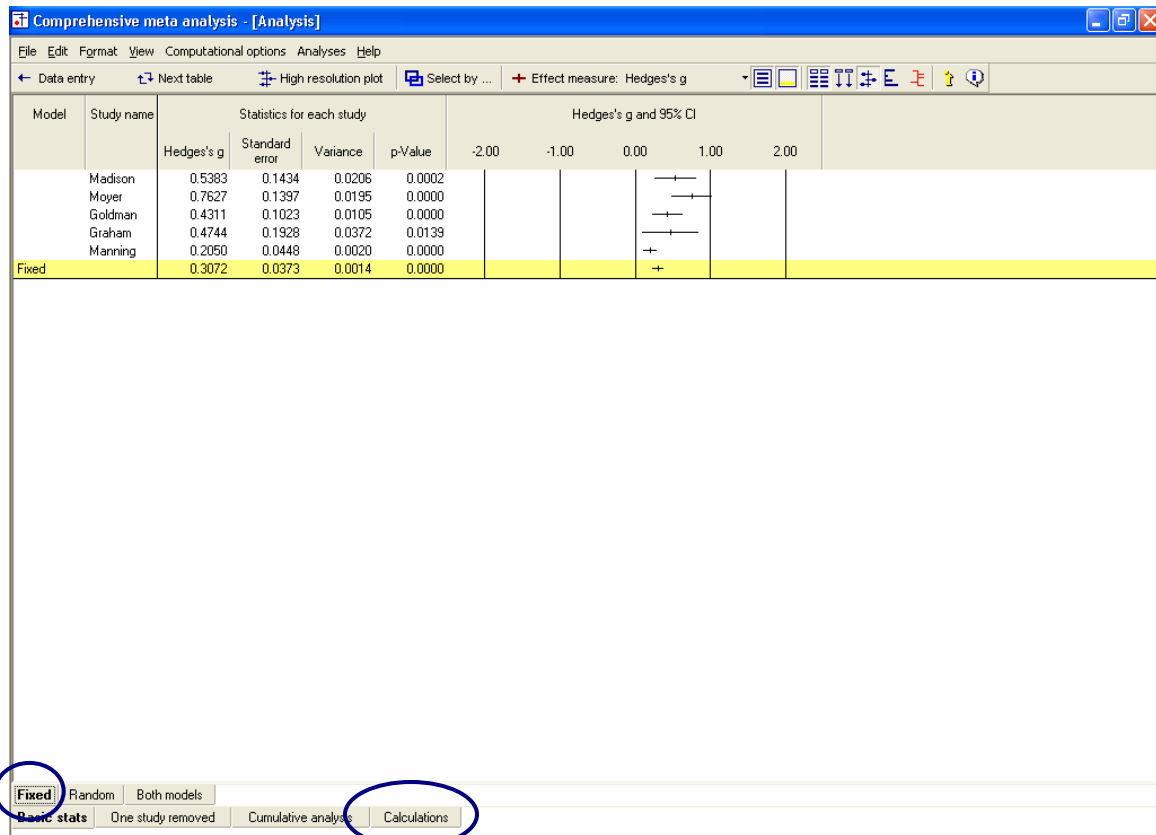 Comprehensive meta analysis - [Analysis]
File Edit Format View Computational options Analyses Help
Data entry Next table High resolution plot Select by ... Effect measure: Hedges's g
Model Study name Statistics for each study Hedges's g and 95% CI
Hedges's g Standard error Variance p-Value -2.00 -1.00 0.00 1.00 2.00
Madison 0.5383 0.1434 0.0206 0.0002
Moyer 0.7627 0.1397 0.0195 0.0000
Goldman 0.4311 0.1023 0.0105 0.0000
Graham 0.4744 0.1928 0.0372 0.0139
Manning 0.2050 0.0448 0.0020 0.0000
Fixed 0.3072 0.0373 0.0014 0.0000
Fixed Random Both models
Basic stats One study removed Cumulative analysis Calculations